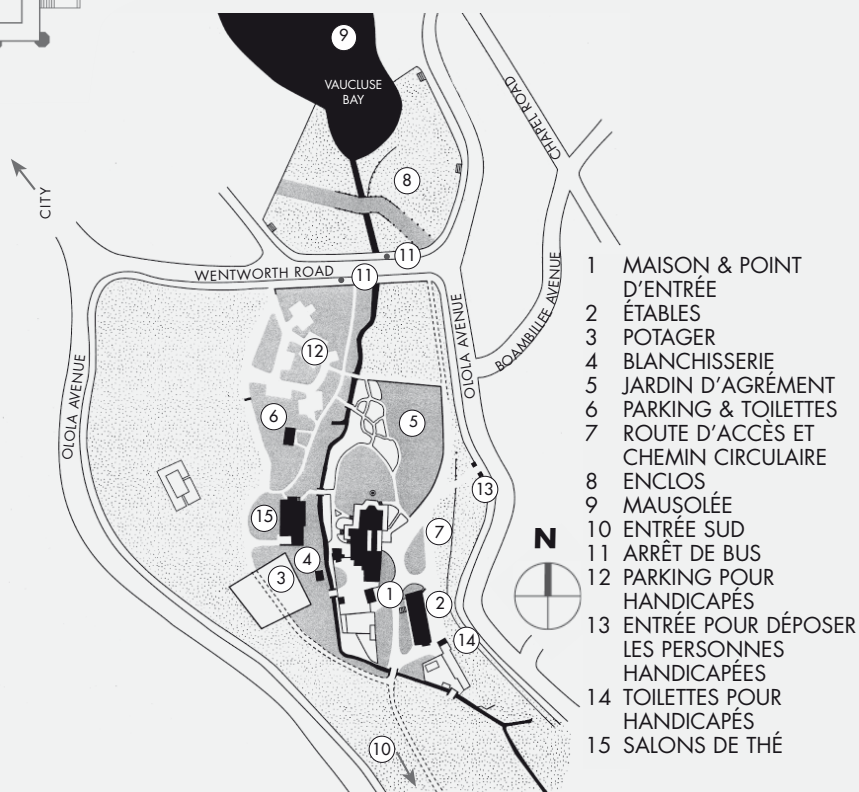 9
VAUCLUSE
BAY
CHAPEL ROAD
CITY
8
11
WENTWORTH ROAD
11
OLOLA AVENUE
BOAMBILLEE AVENUE
OLOLA AVENUE
12
6
5
13
15
7
4
3
1
2
14
10
N
1 MAISON & POINT
D’ENTRÉE
2 ÉTABLES
3 POTAGER
4 BLANCHISSERIE
5 JARDIN D’AGRÉMENT
6 PARKING & TOILETTES
7 ROUTE D’ACCÈS ET
CHEMIN CIRCULAIRE
8 ENCLOS
9 MAUSOLÉE
10 ENTRÉE SUD
11 ARRÊT DE BUS
12 PARKING POUR
HANDICAPÉS
13 ENTRÉE POUR DÉPOSER
LES PERSONNES
HANDICAPÉES
14 TOILETTES POUR
HANDICAPÉS
15 SALONS DE THÉ